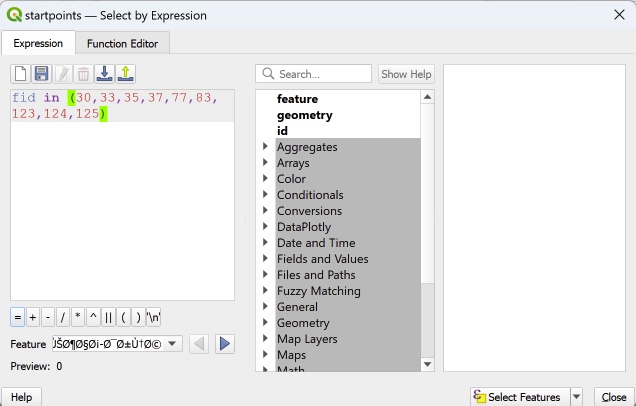 startpoints — Select by Expression
Expression
Function Editor
fid in (30,33,35,37,77,83,
123,124,125)
= + - / * ^ || ( ) '\n'
Feature
Preview: 0
Search...
Show Help
feature
geometry
id
Aggregates
Arrays
Color
Conditionals
Conversions
DataPlotly
Date and Time
Fields and Values
Files and Paths
Fuzzy Matching
General
Geometry
Map Layers
Maps
Math
Help
Select Features
Close